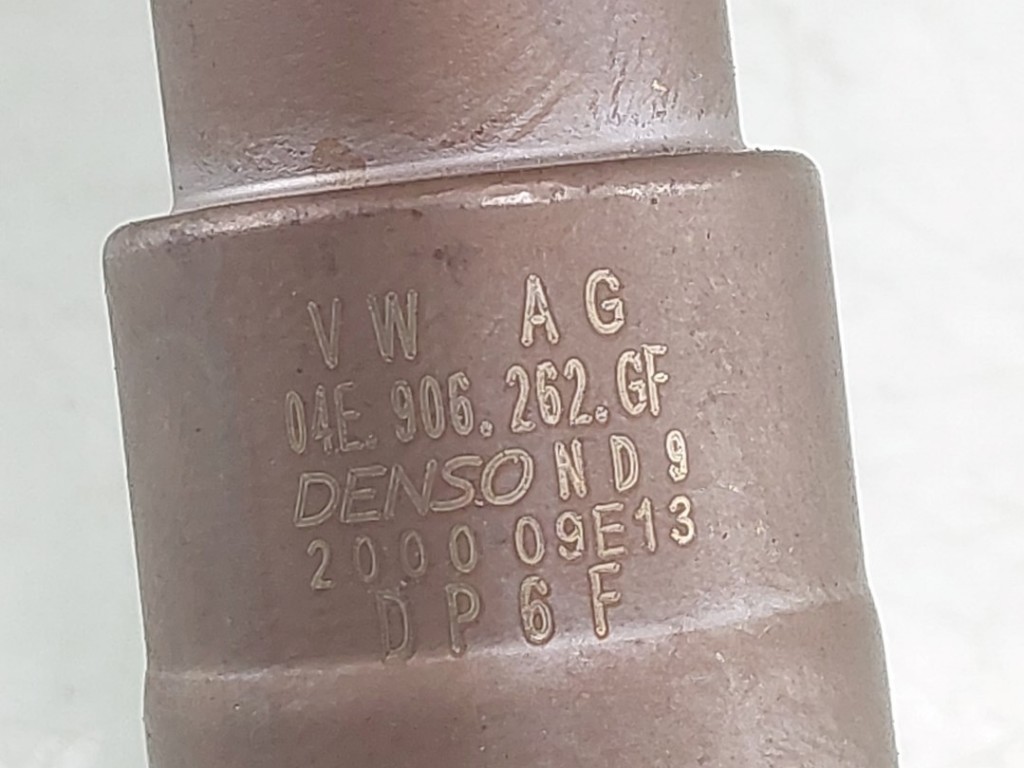 VW AG
04E.906.262.GF
DENSO ND9
2000 09E13
DP6F